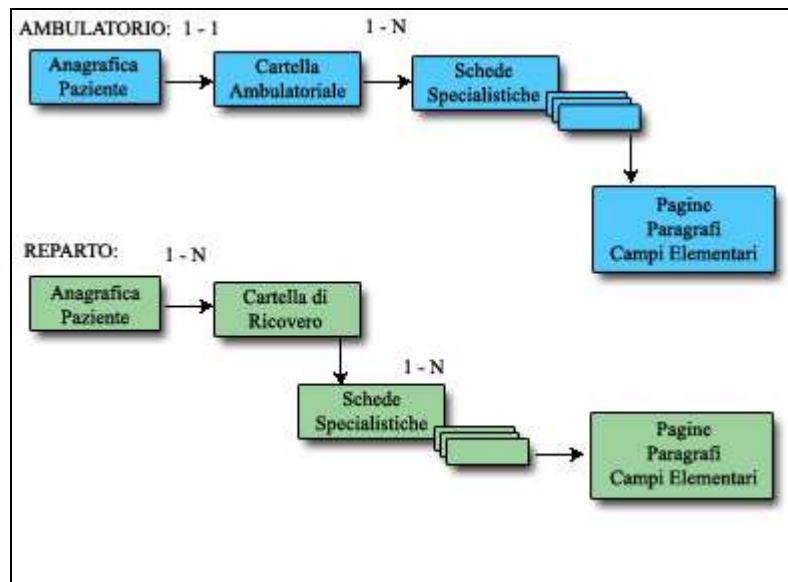 AMBULATORIO: 1 - 1
1 - N
Anagrafica
Paziente
Cartella
Ambulatoriale
Schede
Specialistiche
Pagine
Paragrafi
Campi Elementari
REPARTO:
1 - N
Anagrafica
Paziente
Cartella di
Ricovero
1 - N
Schede
Specialistiche
Pagine
Paragrafi
Campi Elementari